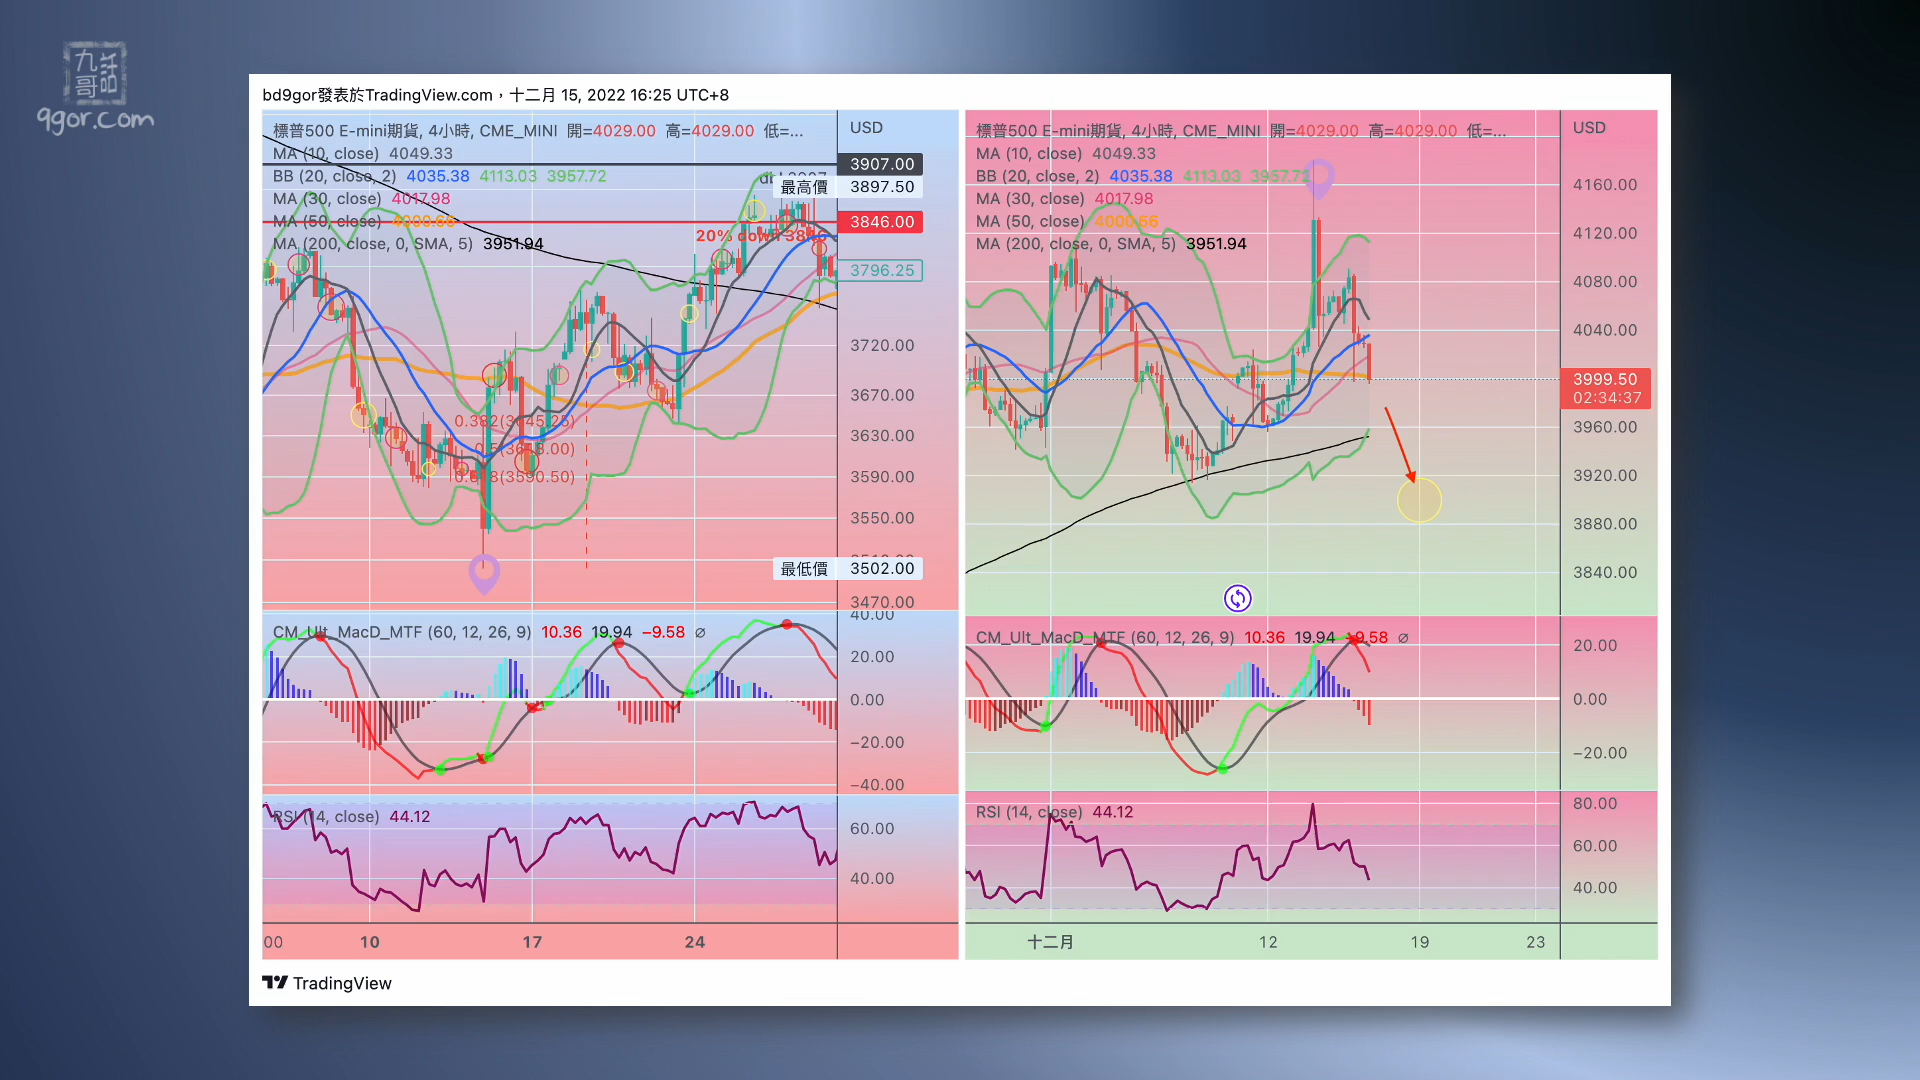 九哥話
9gor.com
bd9gor發表於TradingView.com，十二月 15, 2022 16:25 UTC+8
標普500 E-mini期貨, 4小時, CME_MINI 開=4029.00 高=4029.00 低=...
MA (10, close) 4049.33
BB (20, close, 2) 4035.38 4113.03 3957.72
MA (30, close) 4017.98
MA (50, close) 4000.66
MA (200, close, 0, SMA, 5) 3951.94
20% down 3846
0.382(3645.25)
0.5(3618.00)
0.618(3590.50)
USD
3907.00
最高價 3897.50
3846.00
3796.25
3720.00
3670.00
3630.00
3590.00
3550.00
3510.00
最低價 3502.00
3470.00
CM_Ult_MacD_MTF (60, 12, 26, 9) 10.36 19.94 −9.58 ∅
40.00
20.00
0.00
−20.00
−40.00
RSI (14, close) 44.12
60.00
40.00
00 10 17 24
標普500 E-mini期貨, 4小時, CME_MINI 開=4029.00 高=4029.00 低=...
MA (10, close) 4049.33
BB (20, close, 2) 4035.38 4113.03 3957.72
MA (30, close) 4017.98
MA (50, close) 4000.66
MA (200, close, 0, SMA, 5) 3951.94
USD
4160.00
4120.00
4080.00
4040.00
3999.50
02:34:37
3960.00
3920.00
3880.00
3840.00
CM_Ult_MacD_MTF (60, 12, 26, 9) 10.36 19.94 −9.58 ∅
20.00
0.00
−20.00
RSI (14, close) 44.12
80.00
60.00
40.00
十二月 12 19 23
TradingView